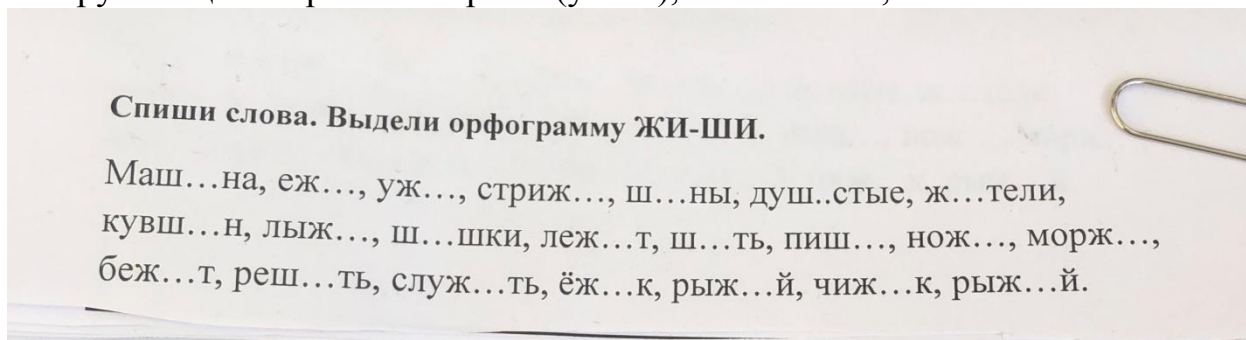 Спиши слова. Выдели орфограмму ЖИ-ШИ.
Маш…на, еж…, уж…, стриж…, ш…ны, душ..стые, ж…тели,
кувш…н, лыж…, ш…шки, леж…т, ш…ть, пиш…, нож…, морж…,
беж…т, реш…ть, служ…ть, ёж…к, рыж…й, чиж…к, рыж…й.